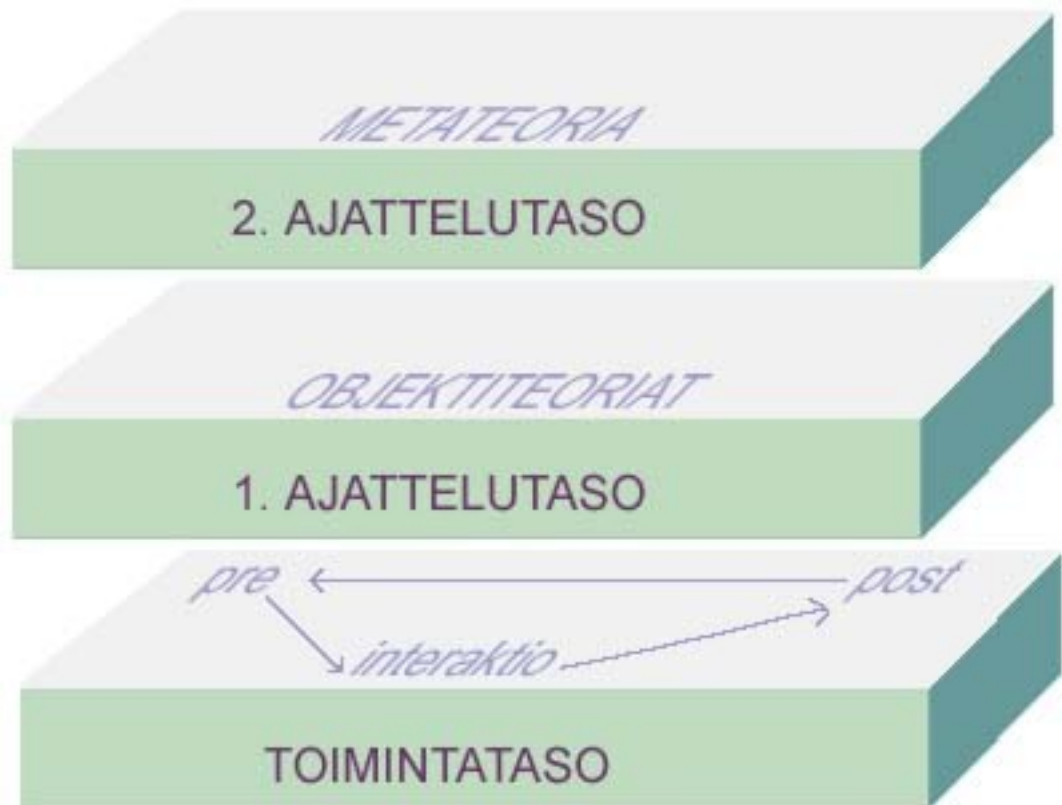 METATEORIA
2. AJATTELUTASO
OBJEKTITEORIAT
1. AJATTELUTASO
pre post
interaktio
TOIMINTATASO